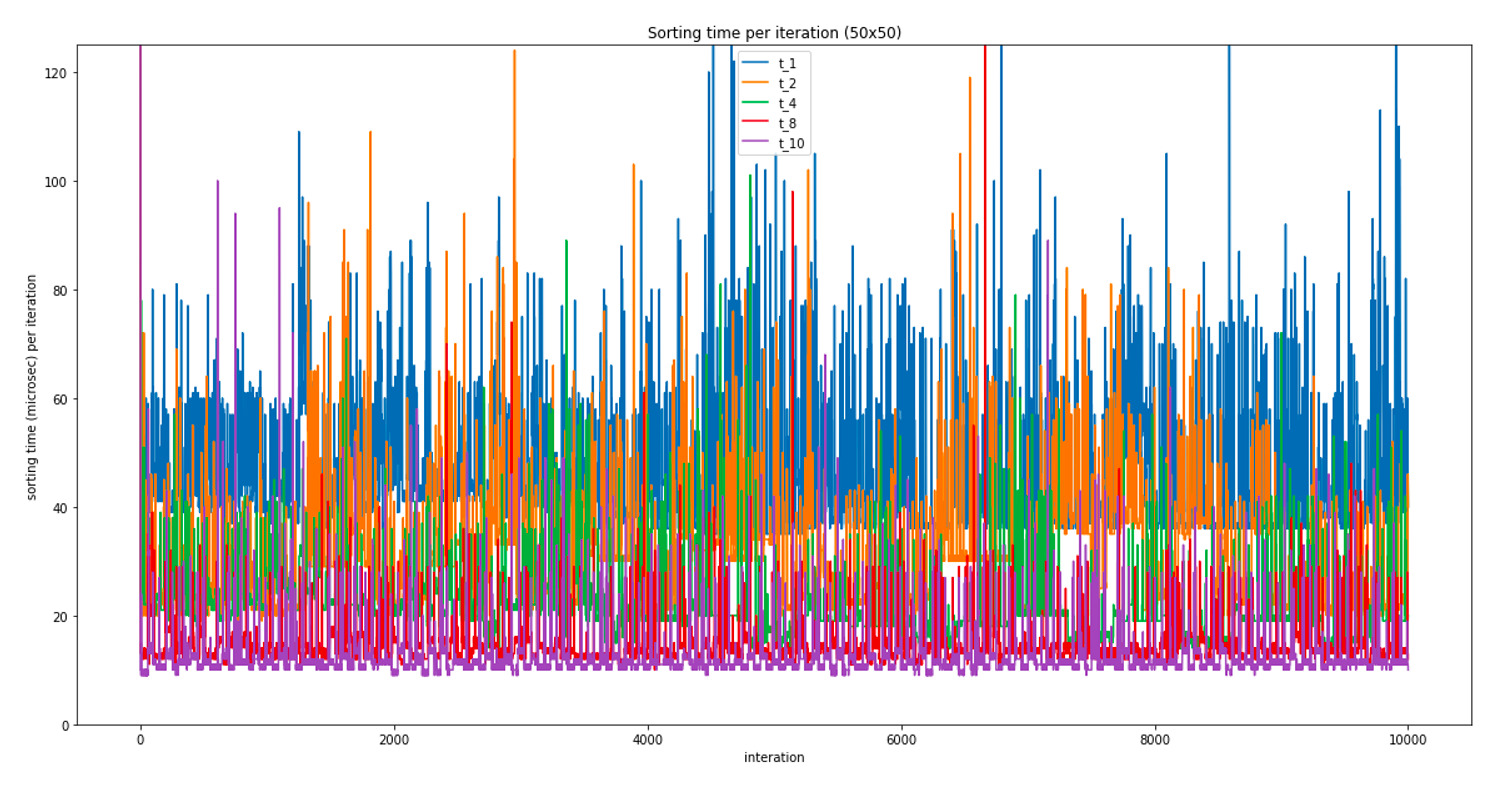 Sorting time per iteration (50x50)
t_1
t_2
t_4
t_8
t_10
sorting time (microsec) per iteration
120
100
80
60
40
20
0
0 2000 4000 6000 8000 10000
interation